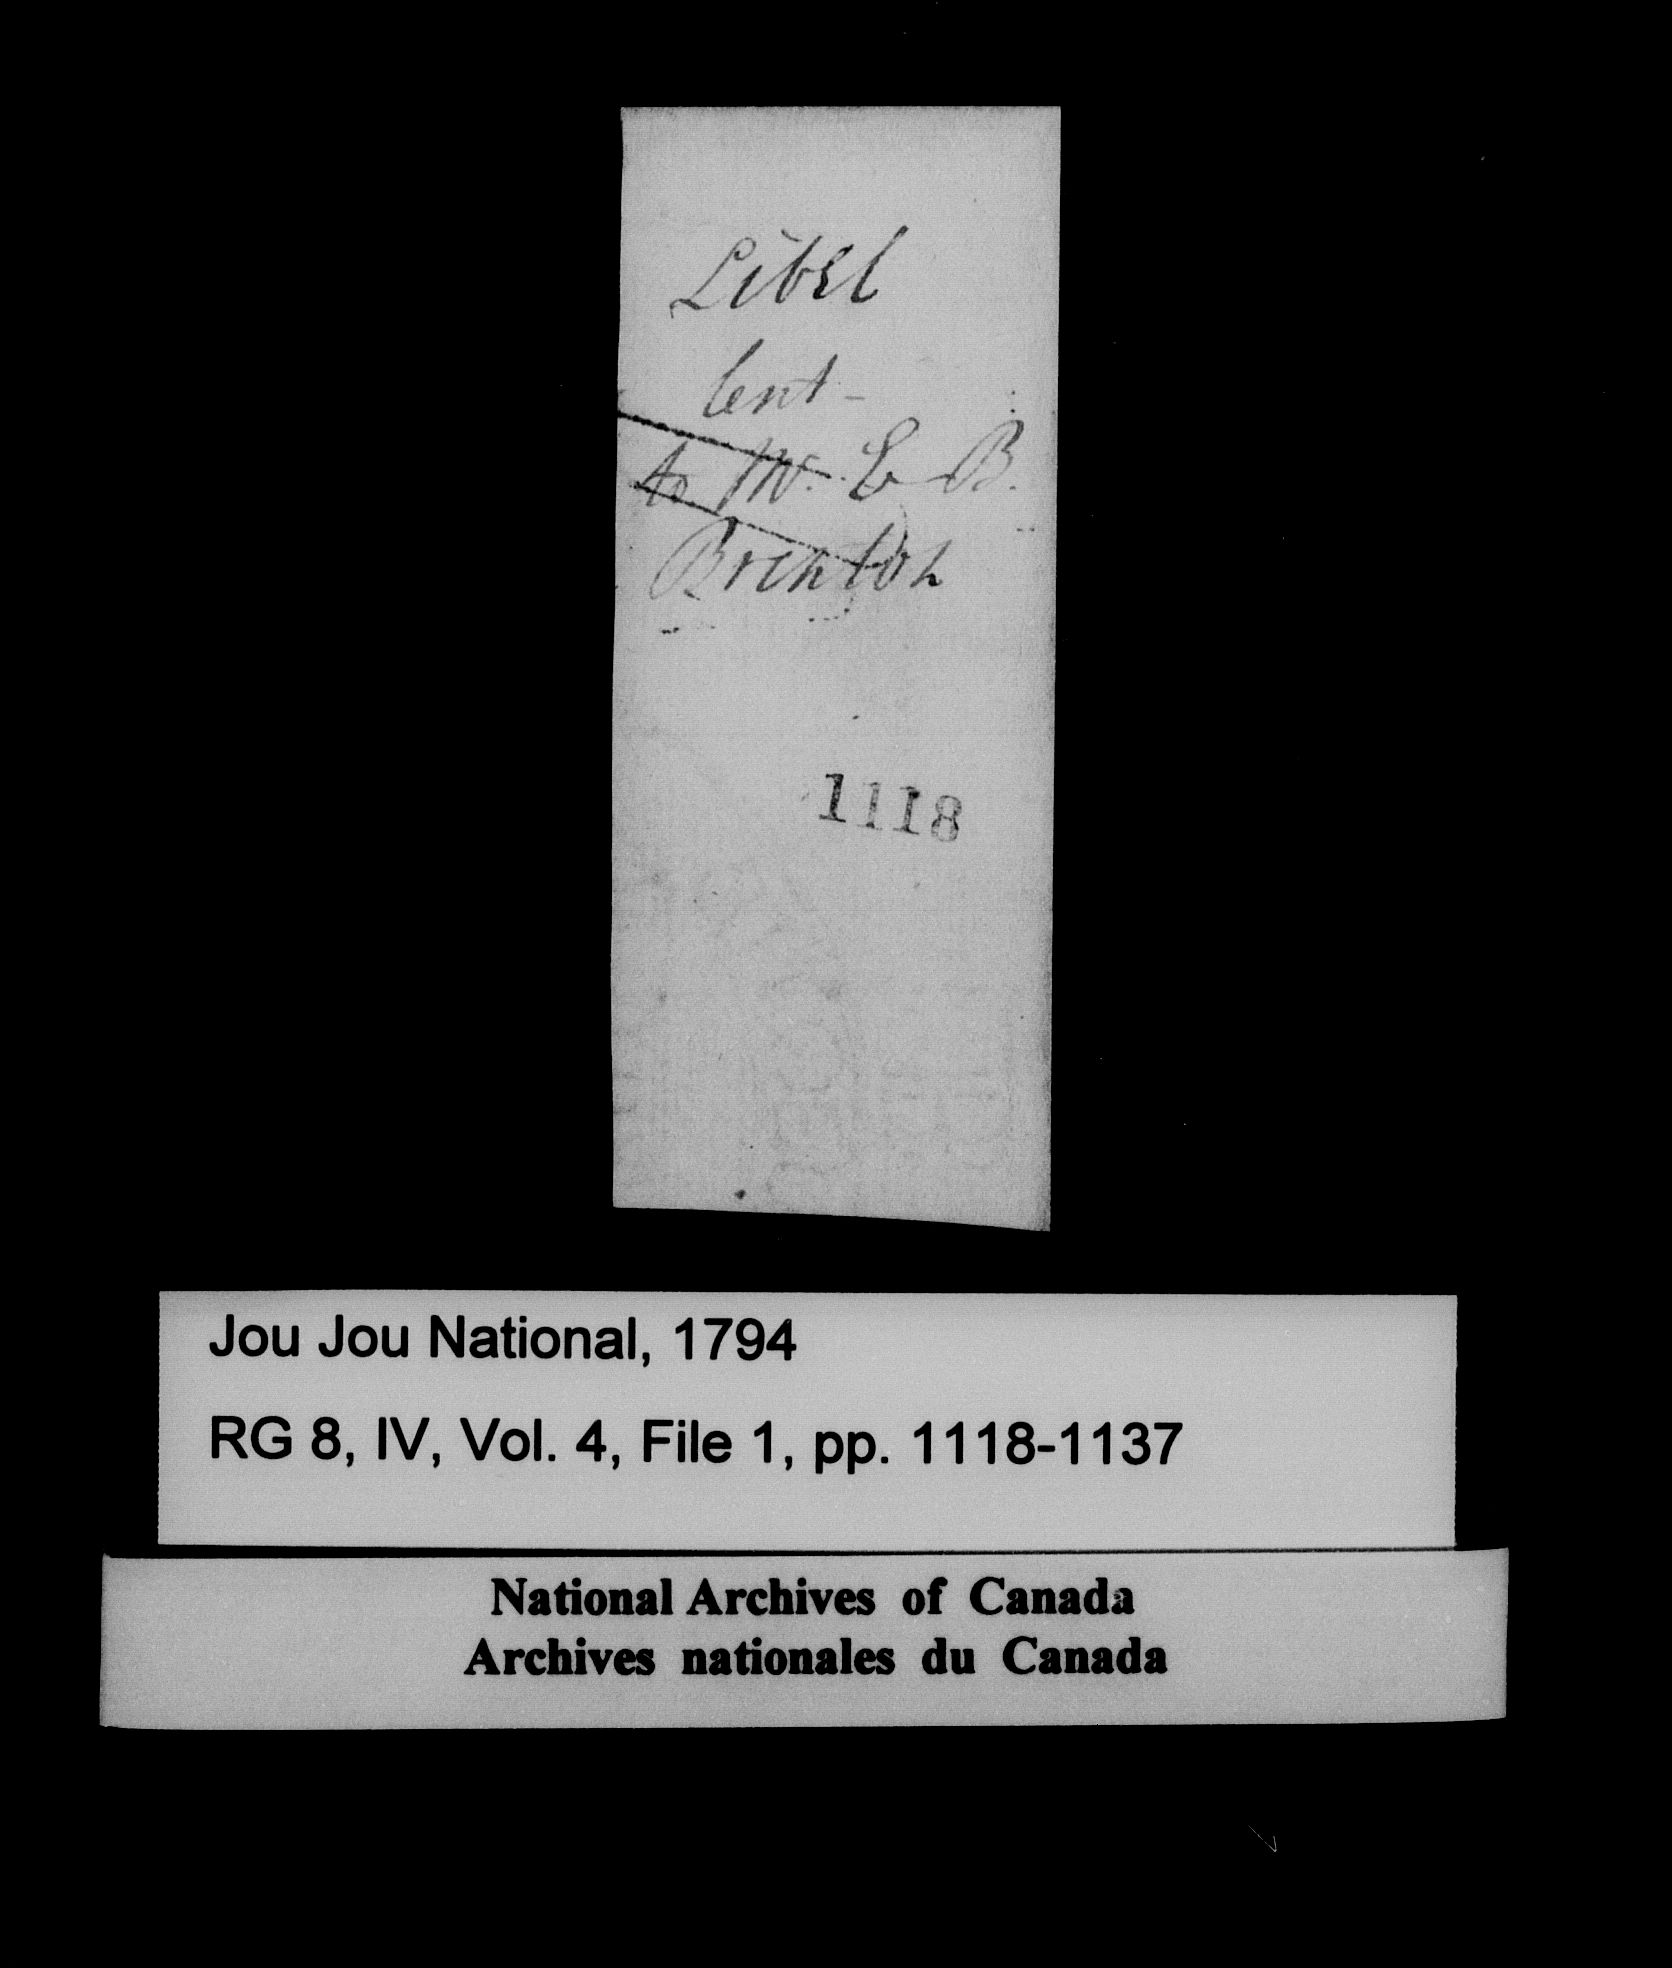 Libel
lent -
to Mr. E B.
Brenton
1118
Jou Jou National, 1794
RG 8, IV, Vol. 4, File 1, pp. 1118-1137
National Archives of Canada
Archives nationales du Canada